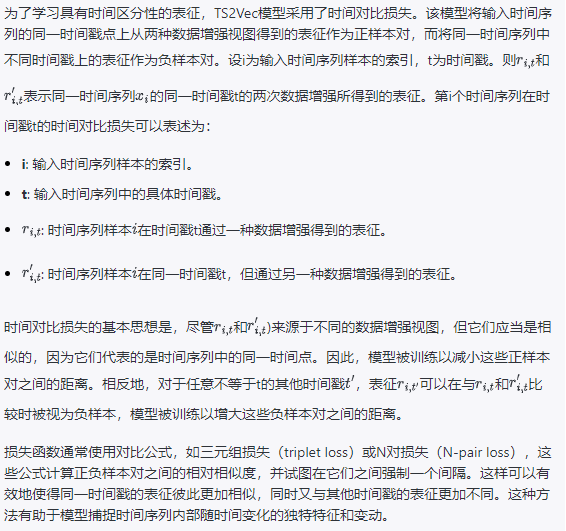 为了学习具有时间区分性的表征，TS2Vec模型采用了时间对比损失。该模型将输入时间序
列的同一时间戳点上从两种数据增强视图得到的表征作为正样本对，而将同一时间序列中
不同时间戳上的表征作为负样本对。设i为输入时间序列样本的索引，t为时间戳。则r_{i,t}和
r'_{i,t}表示同一时间序列x_i的同一时间戳t的两次数据增强所得到的表征。第i个时间序列在时
间戳t的时间对比损失可以表述为：
• i: 输入时间序列样本的索引。
• t: 输入时间序列中的具体时间戳。
• r_{i,t}: 时间序列样本i在时间戳t通过一种数据增强得到的表征。
• r'_{i,t}: 时间序列样本i在同一时间戳t，但通过另一种数据增强得到的表征。
时间对比损失的基本思想是，尽管r_{i,t}和r'_{i,t})来源于不同的数据增强视图，但它们应当是相
似的，因为它们代表的是时间序列中的同一时间点。因此，模型被训练以减小这些正样本
对之间的距离。相反地，对于任意不等于t的其他时间戳t'，表征r_{i,t'}可以在与r_{i,t}和r'_{i,t}比
较时被视为负样本，模型被训练以增大这些负样本对之间的距离。
损失函数通常使用对比公式，如三元组损失（triplet loss）或N对损失（N-pair loss），这
些公式计算正负样本对之间的相对相似度，并试图在它们之间强制一个间隔。这样可以有
效地使得同一时间戳的表征彼此更加相似，同时又与其他时间戳的表征更加不同。这种方
法有助于模型捕捉时间序列内部随时间变化的独特特征和变动。